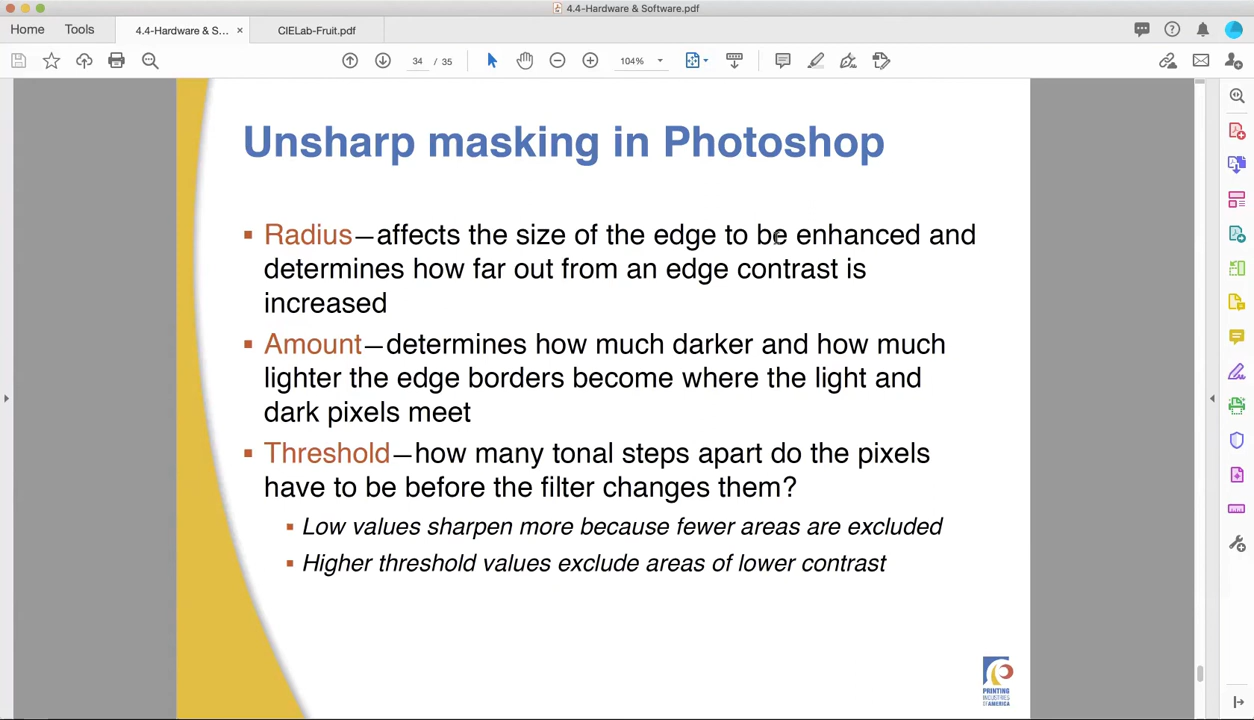 4.4-Hardware & Software.pdf
Home
Tools
4.4-Hardware & S...
CIELab-Fruit.pdf
34 / 35
104%
Unsharp masking in Photoshop
▪ Radius—affects the size of the edge to be enhanced and
determines how far out from an edge contrast is
increased
▪ Amount—determines how much darker and how much
lighter the edge borders become where the light and
dark pixels meet
▪ Threshold—how many tonal steps apart do the pixels
have to be before the filter changes them?
▪ Low values sharpen more because fewer areas are excluded
▪ Higher threshold values exclude areas of lower contrast
PRINTING
INDUSTRIES
OF AMERICA